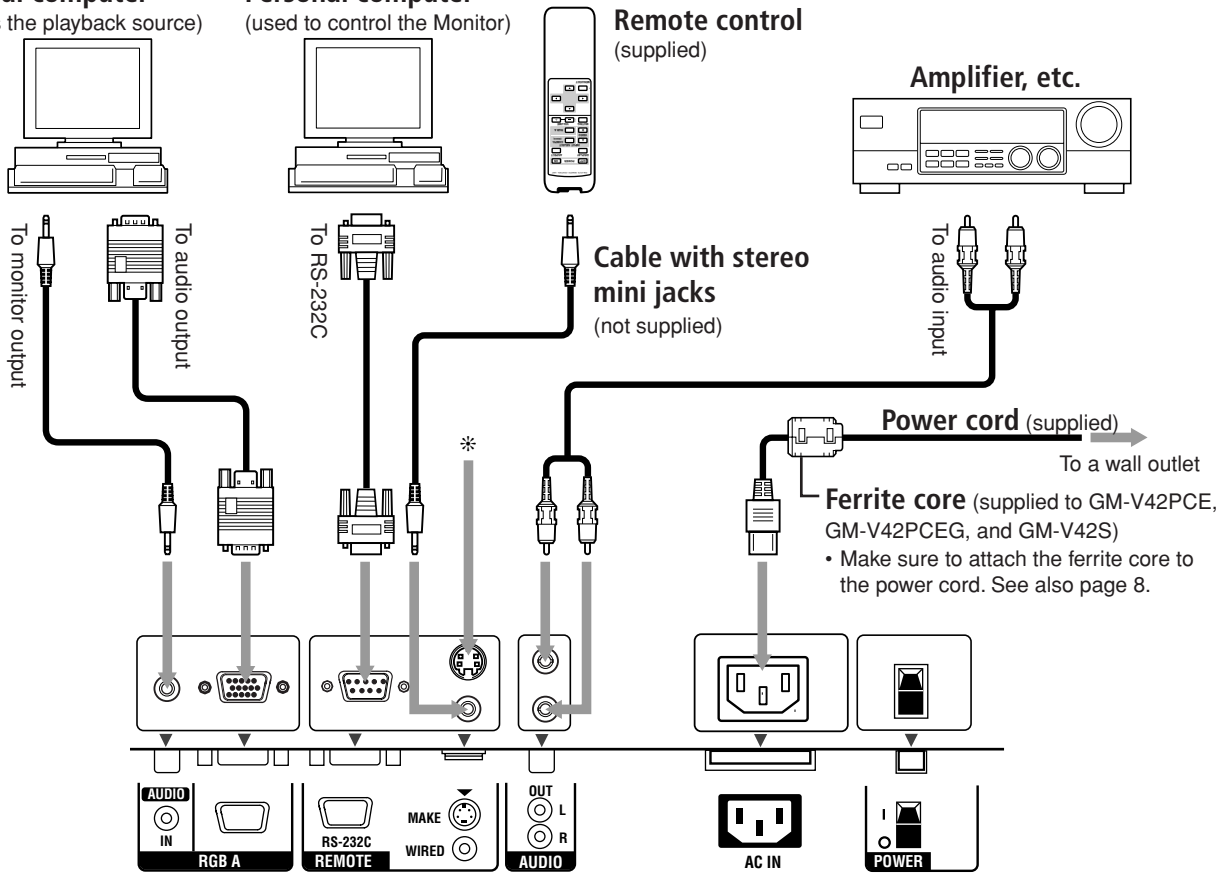 (used to control the Monitor)
the playback source)
Remote control
(supplied)
Amplifier, etc.
To monitor output
To audio output
To RS-232C
Cable with stereo
mini jacks
(not supplied)
To audio input
※
Power cord (supplied)
To a wall outlet
Ferrite core (supplied to GM-V42PCE,
GM-V42PCEG, and GM-V42S)
• Make sure to attach the ferrite core to
the power cord. See also page 8.
AUDIO
IN
RGB A
RS-232C
REMOTE
MAKE
WIRED
OUT
L
R
AUDIO
AC IN
I
POWER